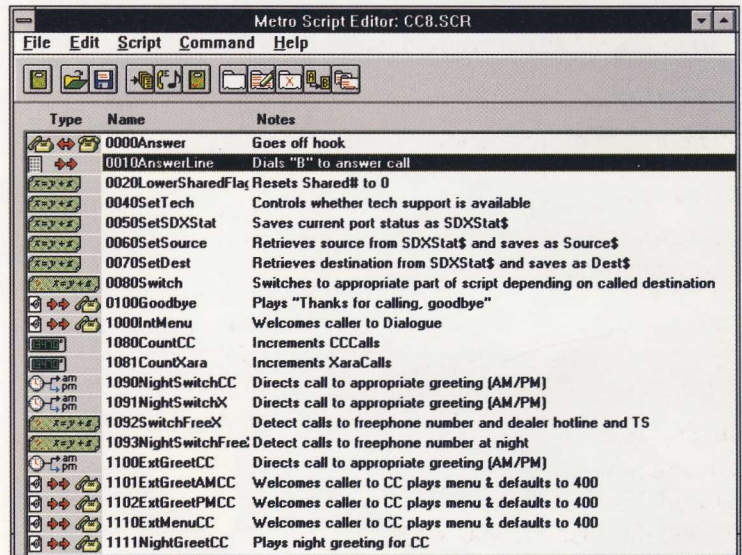 Metro Script Editor: CC8.SCR
File Edit Script Command Help
Type Name Notes
0000Answer Goes off hook
0010AnswerLine Dials "B" to answer call
0020LowerSharedFlag Resets Shared# to 0
0040SetTech Controls whether tech support is available
0050SetSDXStat Saves current port status as SDXStat$
0060SetSource Retrieves source from SDXStat$ and saves as Source$
0070SetDest Retrieves destination from SDXStat$ and saves as Dest$
0080Switch Switches to appropriate part of script depending on called destination
0100Goodbye Plays "Thanks for calling, goodbye"
1000IntMenu Welcomes caller to Dialogue
1080CountCC Increments CCCalls
1081CountXara Increments XaraCalls
am
pm 1090NightSwitchCC Directs call to appropriate greeting (AM/PM)
am
pm 1091NightSwitchX Directs call to appropriate greeting (AM/PM)
1092SwitchFreeX Detect calls to freephone number and dealer hotline and TS
1093NightSwitchFree Detect calls to freephone number at night
am
pm 1100ExtGreetCC Directs call to appropriate greeting (AM/PM)
1101ExtGreetAMCC Welcomes caller to CC plays menu & defaults to 400
1102ExtGreetPMCC Welcomes caller to CC plays menu & defaults to 400
1110ExtMenuCC Welcomes caller to CC plays menu & defaults to 400
1111NightGreetCC Plays night greeting for CC